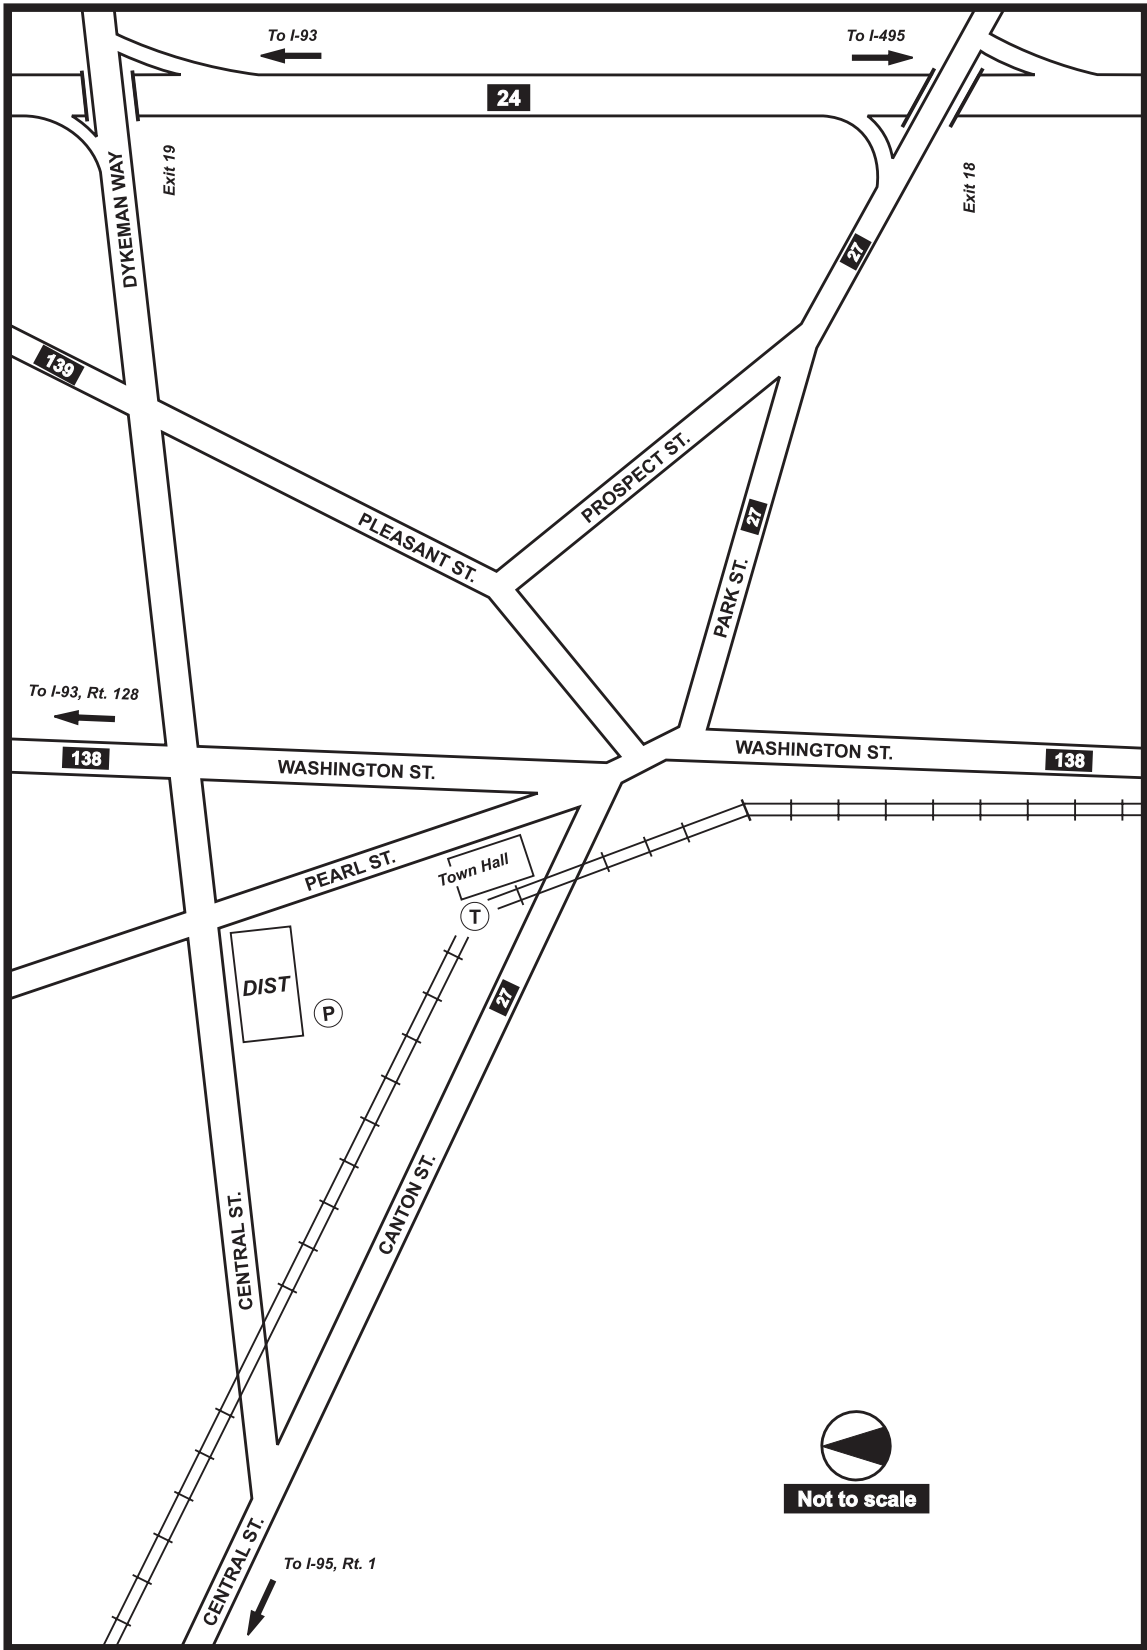 To I-93
To I-495
24
Exit 19
DYKEMAN WAY
Exit 18
27
139
PROSPECT ST.
PLEASANT ST.
27
PARK ST.
To I-93, Rt. 128
138
WASHINGTON ST.
WASHINGTON ST.
138
PEARL ST.
Town Hall
T
DIST
P
27
CANTON ST.
CENTRAL ST.
Not to scale
CENTRAL ST.
To I-95, Rt. 1